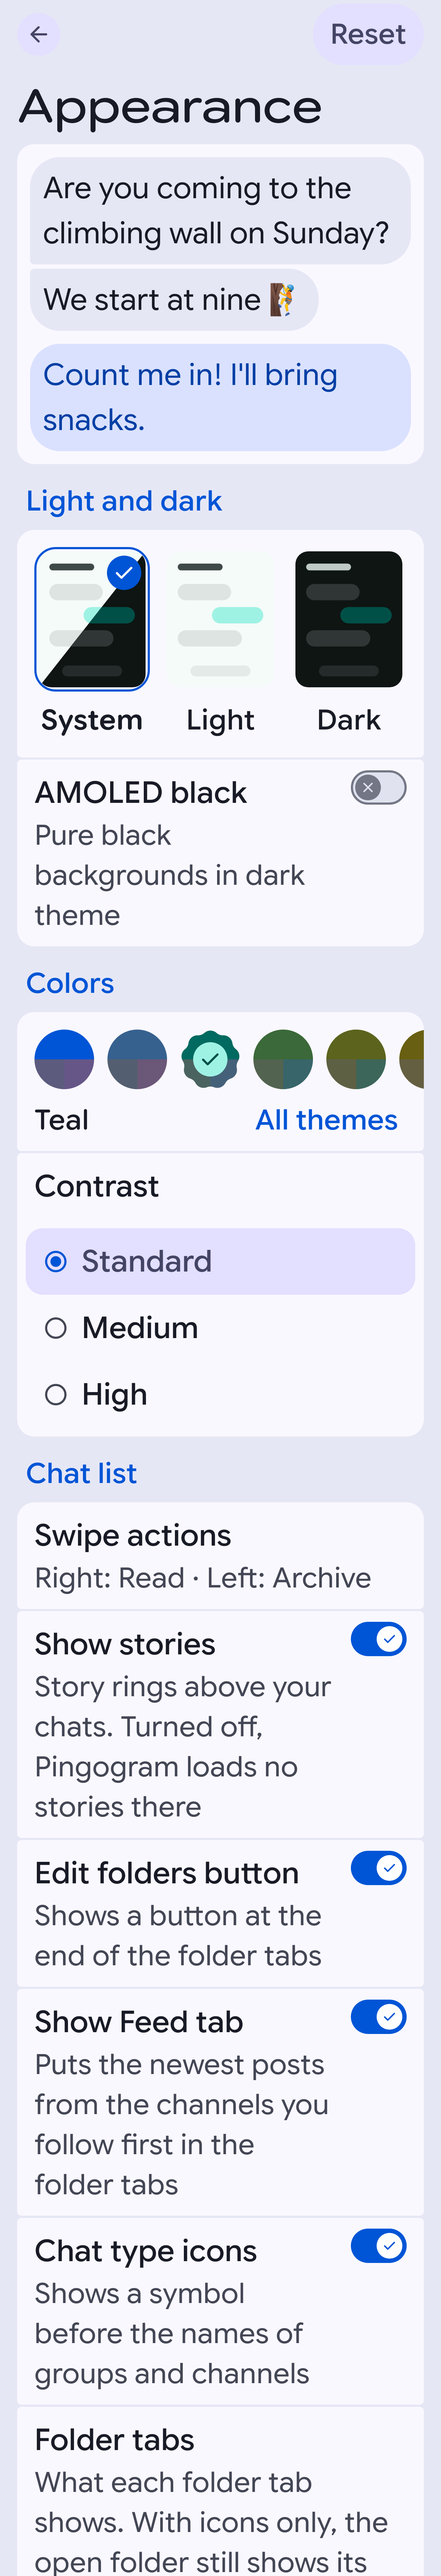 Reset
Appearance
Are you coming to the
climbing wall on Sunday?
We start at nine 🧗
Count me in! I'll bring
snacks.
Light and dark
System
Light
Dark
AMOLED black
Pure black
backgrounds in dark
theme
Colors
Teal
All themes
Contrast
Standard
Medium
High
Chat list
Swipe actions
Right: Read · Left: Archive
Show stories
Story rings above your
chats. Turned off,
Pingogram loads no
stories there
Edit folders button
Shows a button at the
end of the folder tabs
Show Feed tab
Puts the newest posts
from the channels you
follow first in the
folder tabs
Chat type icons
Shows a symbol
before the names of
groups and channels
Folder tabs
What each folder tab
shows. With icons only, the
open folder still shows its